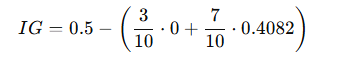 IG = 0.5 − (3/10 · 0 + 7/10 · 0.4082)